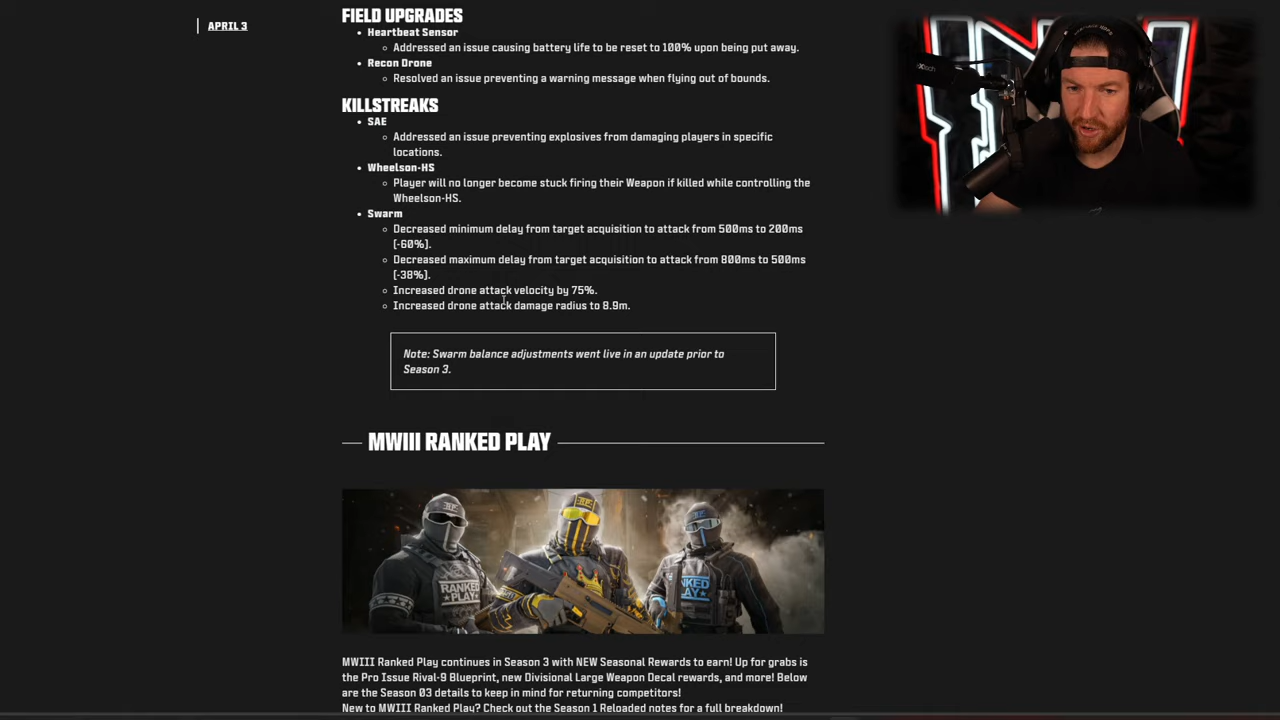 APRIL 3
FIELD UPGRADES
• Heartbeat Sensor
○ Addressed an issue causing battery life to be reset to 100% upon being put away.
• Recon Drone
○ Resolved an issue preventing a warning message when flying out of bounds.
KILLSTREAKS
• SAE
○ Addressed an issue preventing explosives from damaging players in specific
locations.
• Wheelson-HS
○ Player will no longer become stuck firing their Weapon if killed while controlling the
Wheelson-HS.
• Swarm
○ Decreased minimum delay from target acquisition to attack from 500ms to 200ms
[-60%].
○ Decreased maximum delay from target acquisition to attack from 800ms to 500ms
[-38%].
○ Increased drone attack velocity by 75%.
○ Increased drone attack damage radius to 8.9m.
Note: Swarm balance adjustments went live in an update prior to
Season 3.
MWIII RANKED PLAY
RANKED
PLAY
MWIII Ranked Play continues in Season 3 with NEW Seasonal Rewards to earn! Up for grabs is
the Pro Issue Rival-9 Blueprint, new Divisional Large Weapon Decal rewards, and more! Below
are the Season 03 details to keep in mind for returning competitors!
New to MWIII Ranked Play? Check out the Season 1 Reloaded notes for a full breakdown!